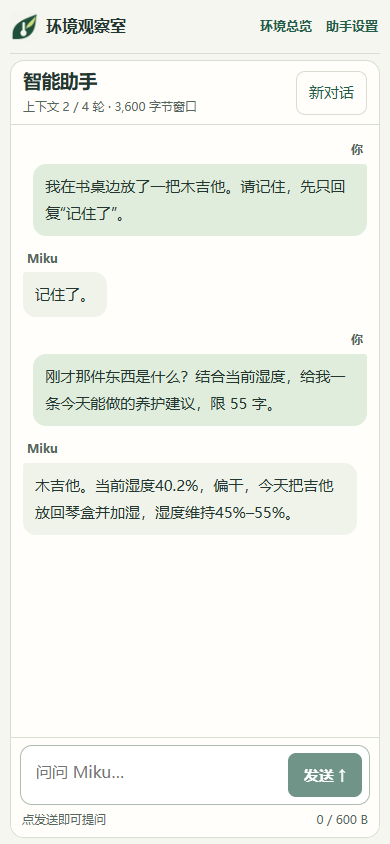 环境观察室
环境总览 助手设置
智能助手
上下文 2 / 4 轮 · 3,600 字节窗口
新对话
你
我在书桌边放了一把木吉他。请记住，先只回
复“记住了”。
Miku
记住了。
你
刚才那件东西是什么？结合当前湿度，给我一
条今天能做的养护建议，限 55 字。
Miku
木吉他。当前湿度40.2%，偏干，今天把吉他
放回琴盒并加湿，湿度维持45%–55%。
问问 Miku...
发送 ↑
点发送即可提问
0 / 600 B